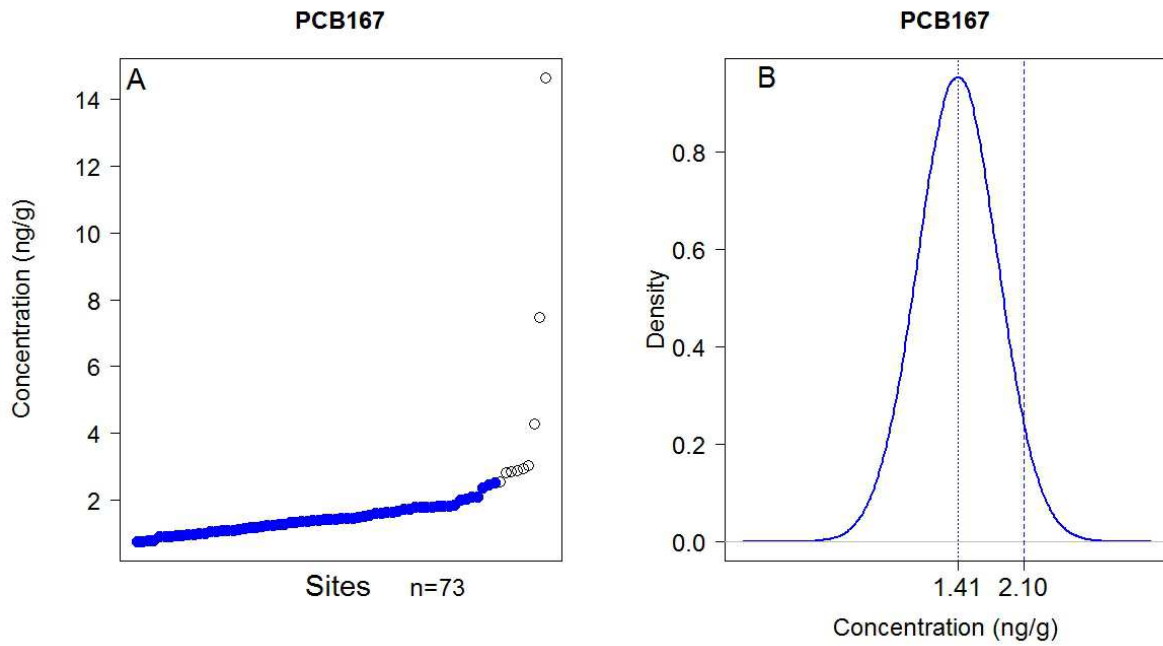 PCB167
A
14
12
10
8
6
4
2
Concentration (ng/g)
Sites n=73
PCB167
B
0.8
0.6
0.4
0.2
0.0
Density
1.41 2.10
Concentration (ng/g)